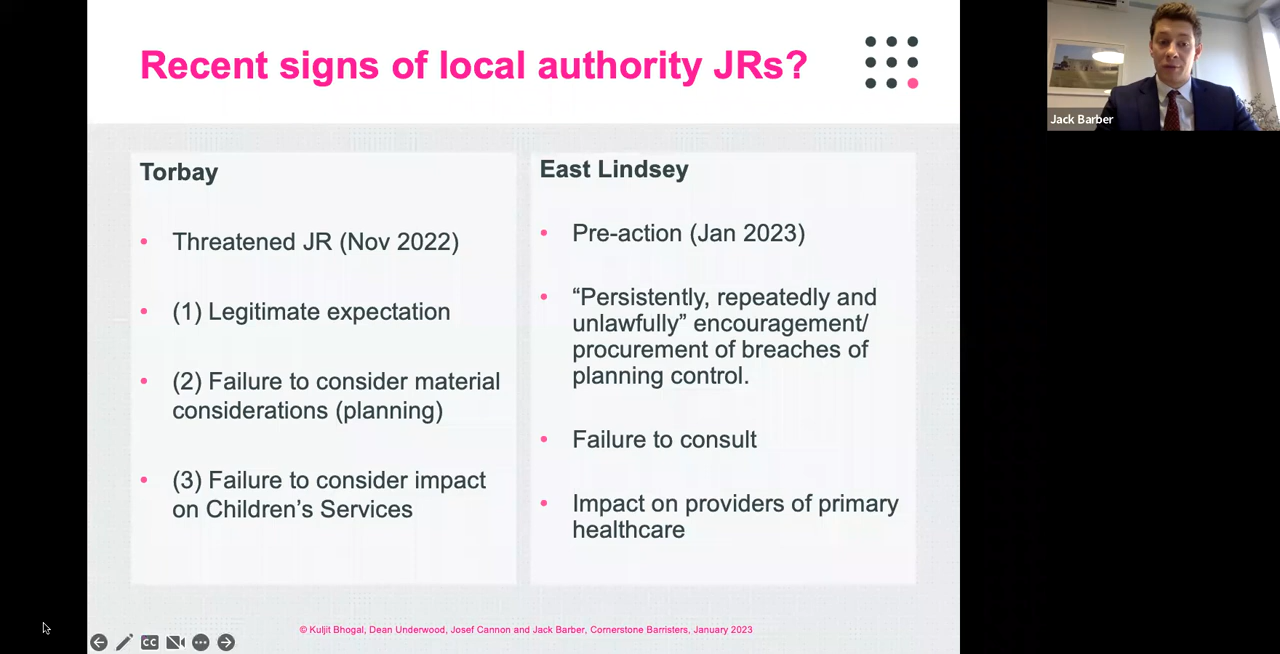 Recent signs of local authority JRs?
Torbay
• Threatened JR (Nov 2022)
• (1) Legitimate expectation
• (2) Failure to consider material
considerations (planning)
• (3) Failure to consider impact
on Children’s Services
East Lindsey
• Pre-action (Jan 2023)
• “Persistently, repeatedly and
unlawfully” encouragement/
procurement of breaches of
planning control.
• Failure to consult
• Impact on providers of primary
healthcare
© Kuljit Bhogal, Dean Underwood, Josef Cannon and Jack Barber, Cornerstone Barristers, January 2023
CC
Jack Barber